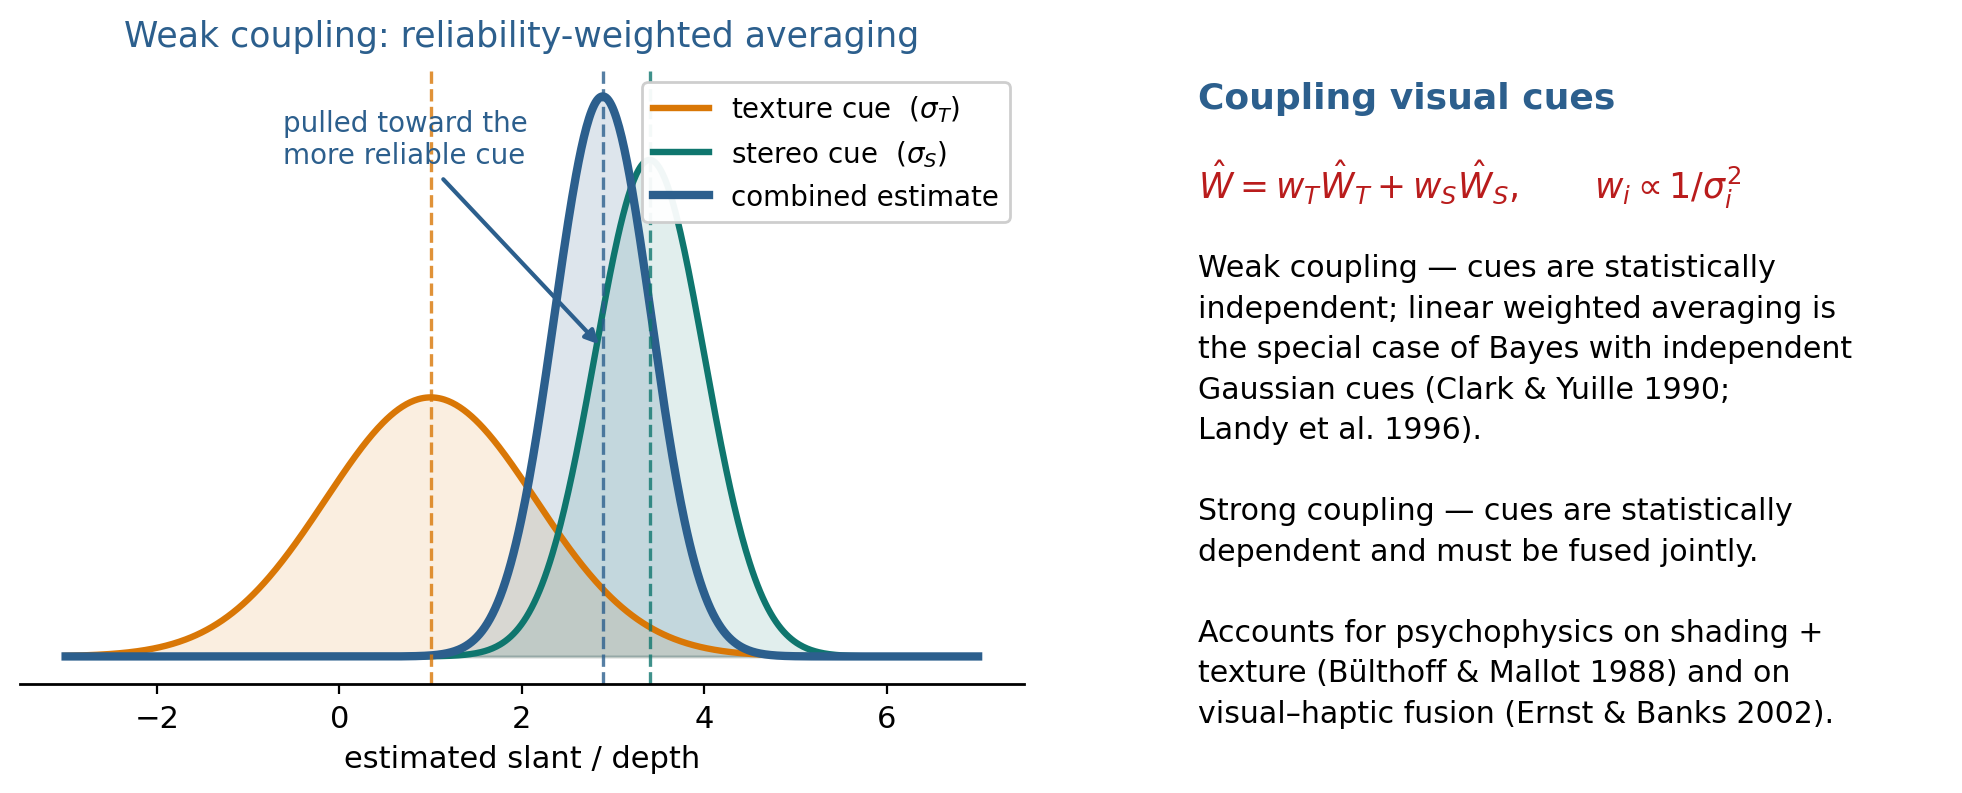 Weak coupling: reliability-weighted averaging
pulled toward the
more reliable cue
texture cue (σ_T)
stereo cue (σ_S)
combined estimate
−2 0 2 4 6
estimated slant / depth
Coupling visual cues
Ŵ = w_T Ŵ_T + w_S Ŵ_S, w_i ∝ 1/σ_i^2
Weak coupling — cues are statistically
independent; linear weighted averaging is
the special case of Bayes with independent
Gaussian cues (Clark & Yuille 1990;
Landy et al. 1996).
Strong coupling — cues are statistically
dependent and must be fused jointly.
Accounts for psychophysics on shading +
texture (Bülthoff & Mallot 1988) and on
visual–haptic fusion (Ernst & Banks 2002).